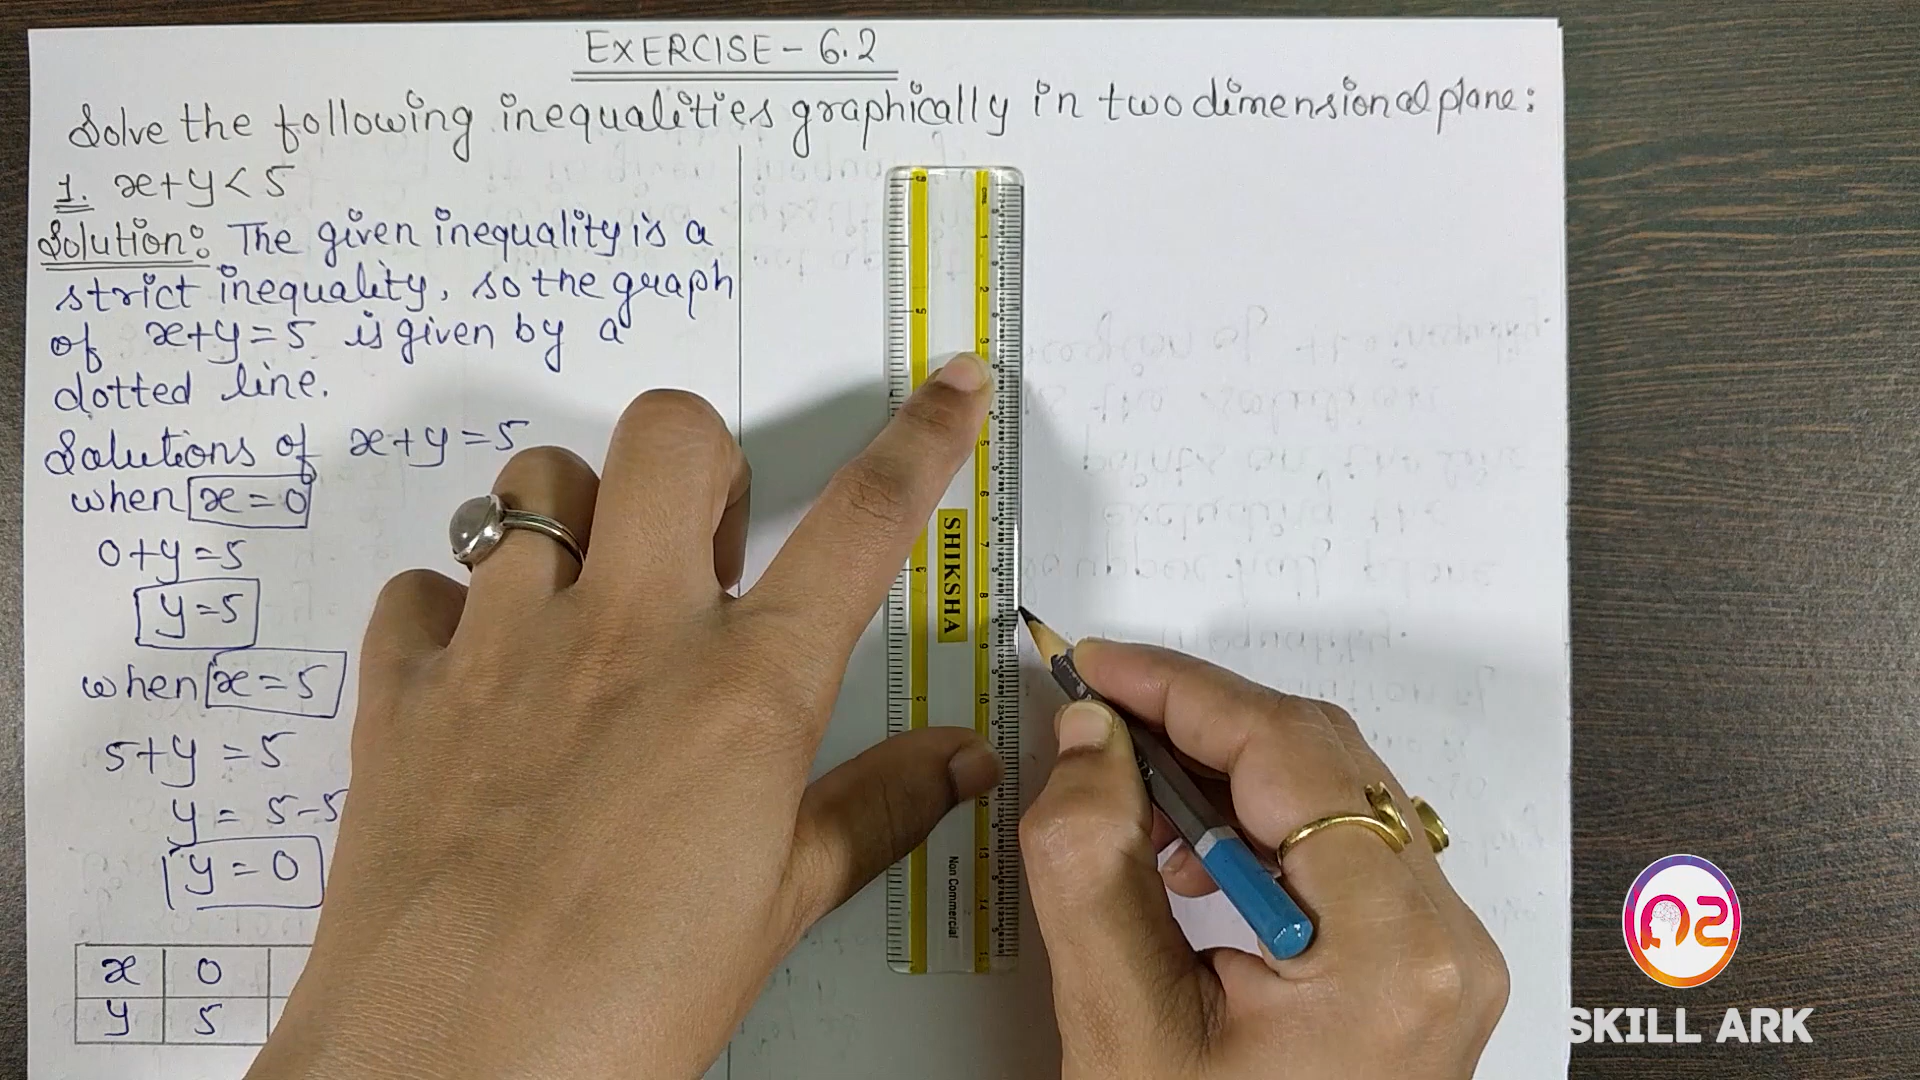 EXERCISE - 6.2
Solve the following inequalities graphically in two dimensional plane:
1. x+y<5
Solution: The given inequality is a
strict inequality, so the graph
of x+y=5 is given by a
dotted line.
Solutions of x+y=5
when x=0
0+y=5
y=5
when x=5
5+y=5
y=5-5
y=0
x 0
y 5
SHIKSHA
Non Commercial
SKILL ARK